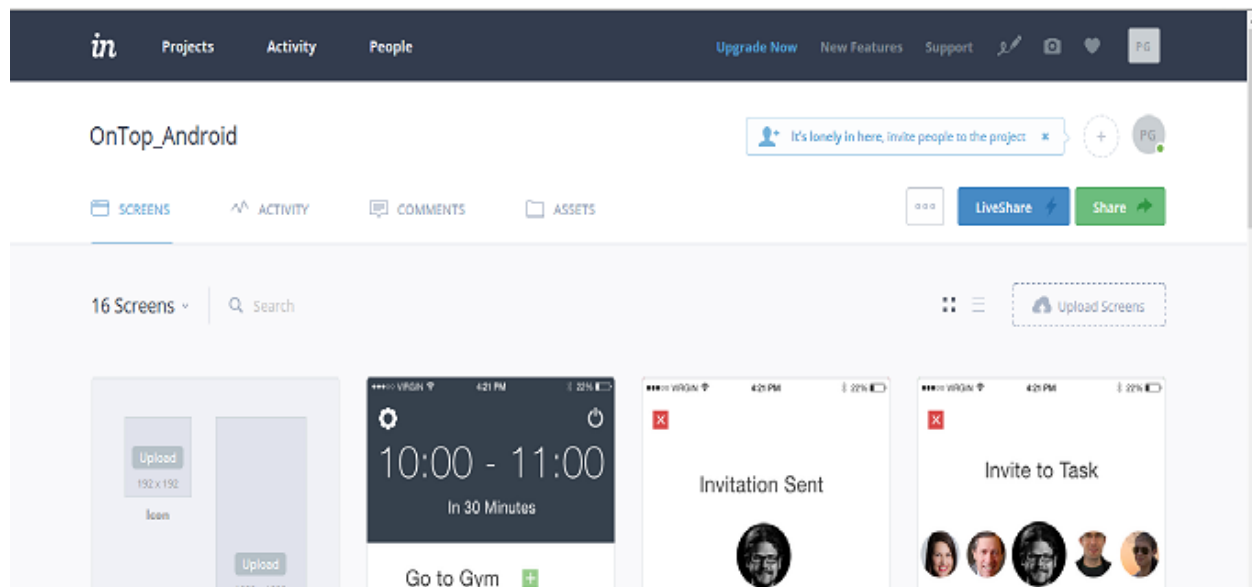 in Projects Activity People Upgrade Now New Features Support PG
OnTop_Android It's lonely in here, invite people to the project × + PG
SCREENS ACTIVITY COMMENTS ASSETS LiveShare Share
16 Screens Search Upload Screens
VIRGIN 4:21 PM 22% VIRGIN 4:21 PM 22% VIRGIN 4:21 PM 22%
10:00 - 11:00
Upload Invitation Sent Invite to Task
192 x 192
In 30 Minutes
Icon
Upload
Go to Gym +